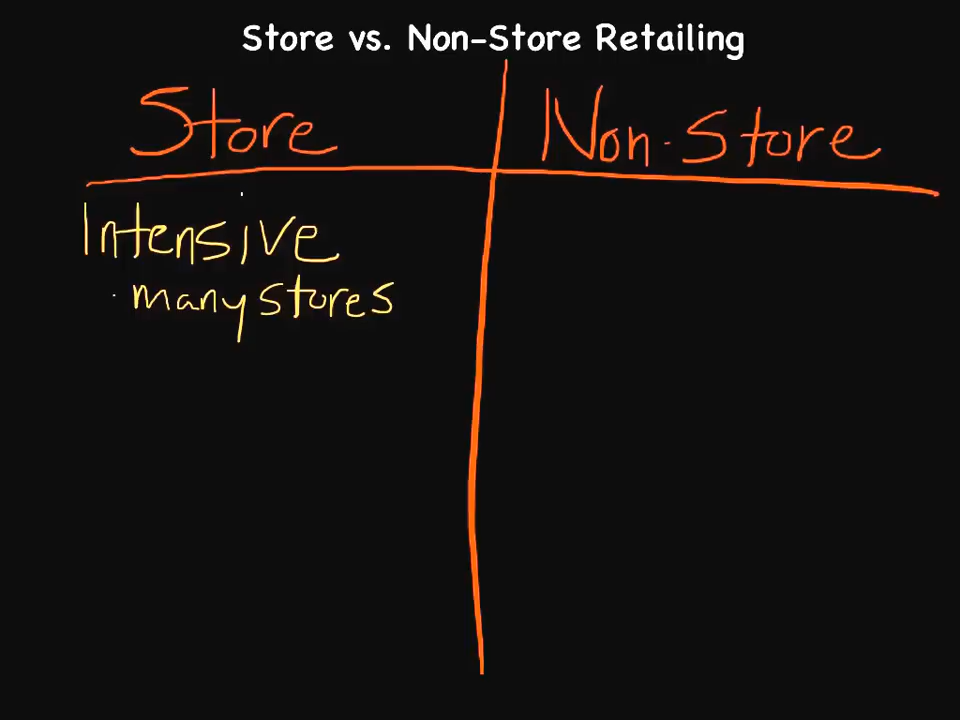 Store vs. Non-Store Retailing
Store
Non-Store
Intensive
· many stores